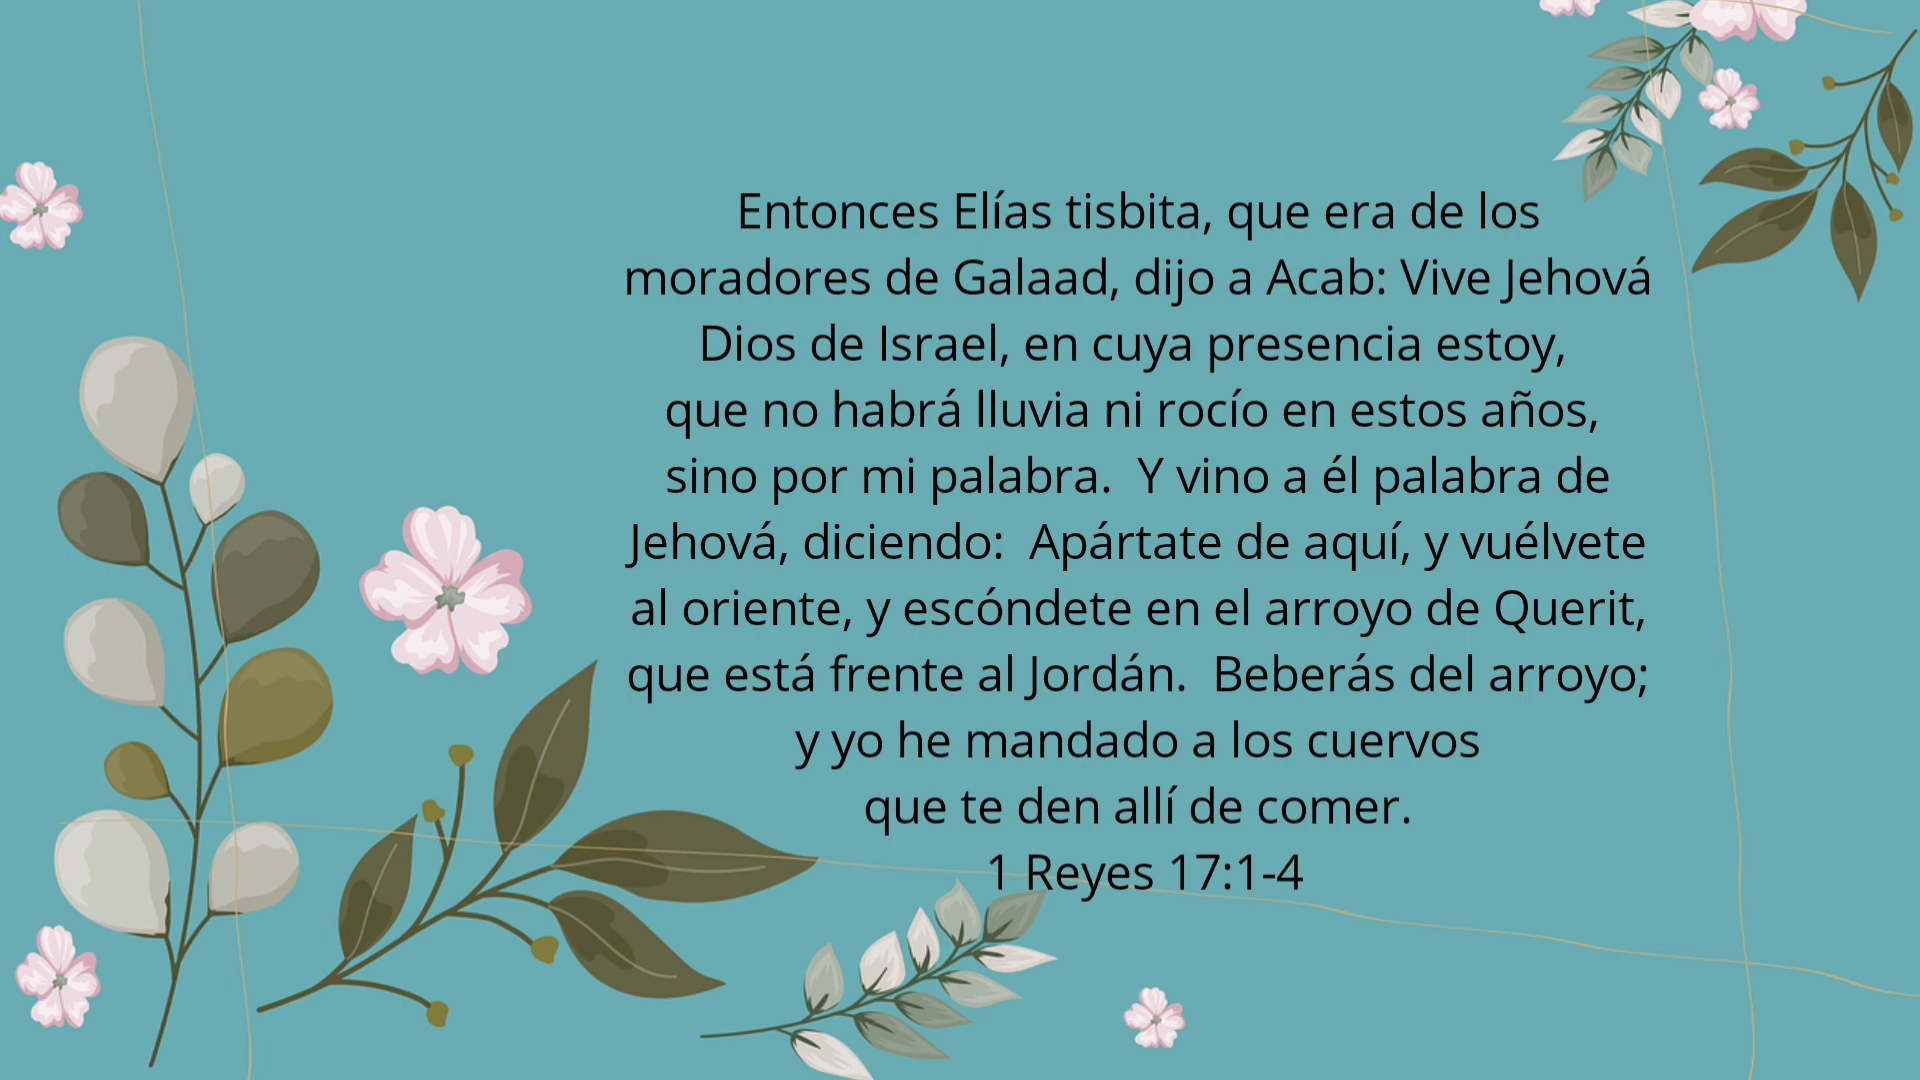 Entonces Elías tisbita, que era de los
moradores de Galaad, dijo a Acab: Vive Jehová
Dios de Israel, en cuya presencia estoy,
que no habrá lluvia ni rocío en estos años,
sino por mi palabra.  Y vino a él palabra de
Jehová, diciendo:  Apártate de aquí, y vuélvete
al oriente, y escóndete en el arroyo de Querit,
que está frente al Jordán.  Beberás del arroyo;
y yo he mandado a los cuervos
que te den allí de comer.
1 Reyes 17:1-4